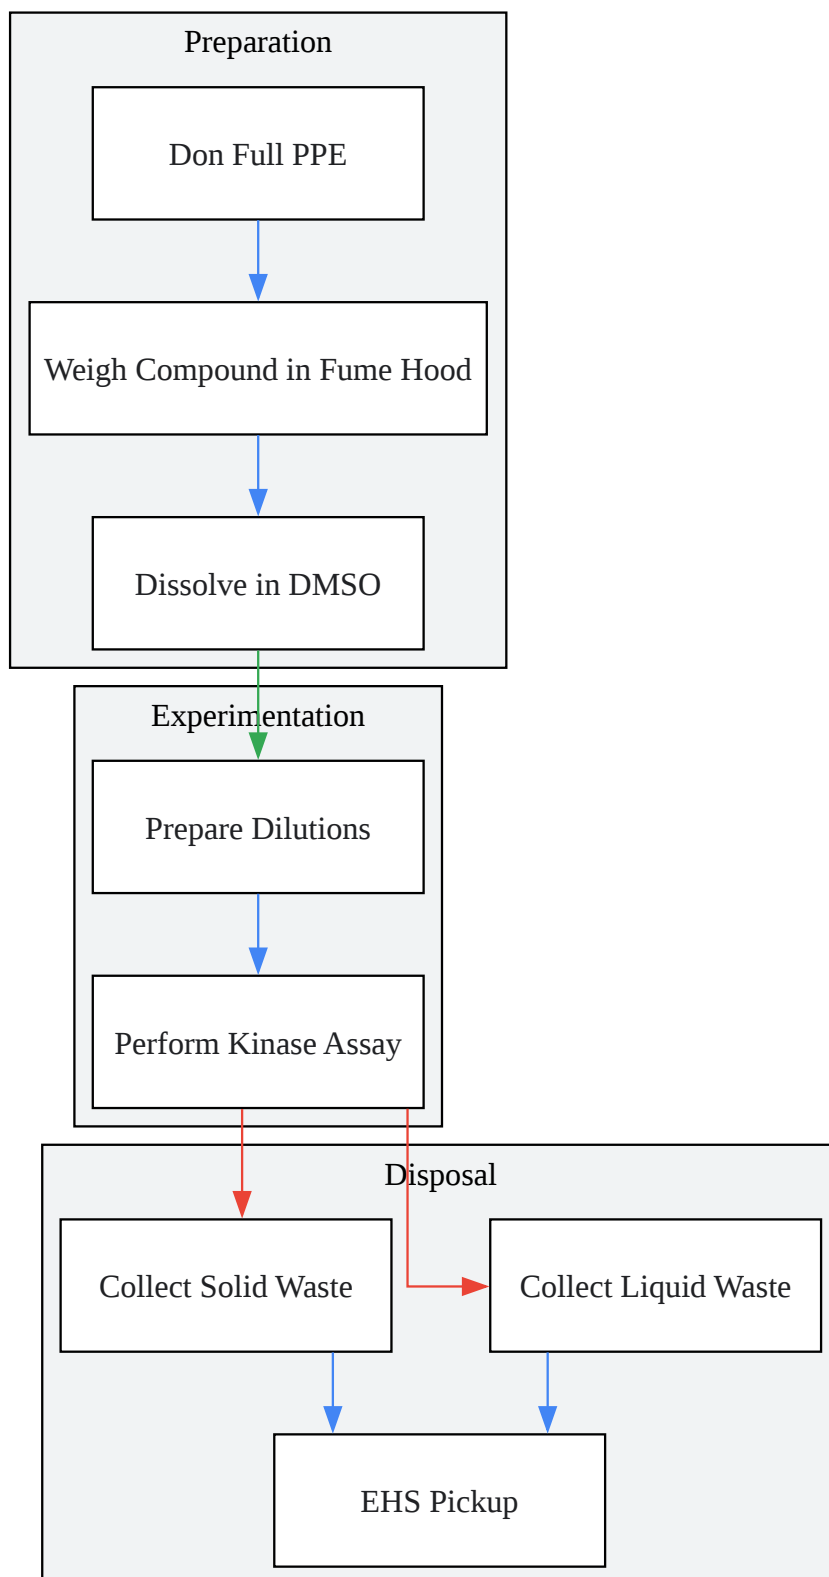 Preparation
Don Full PPE
Weigh Compound in Fume Hood
Dissolve in DMSO
Experimentation
Prepare Dilutions
Perform Kinase Assay
Disposal
Collect Solid Waste
Collect Liquid Waste
EHS Pickup